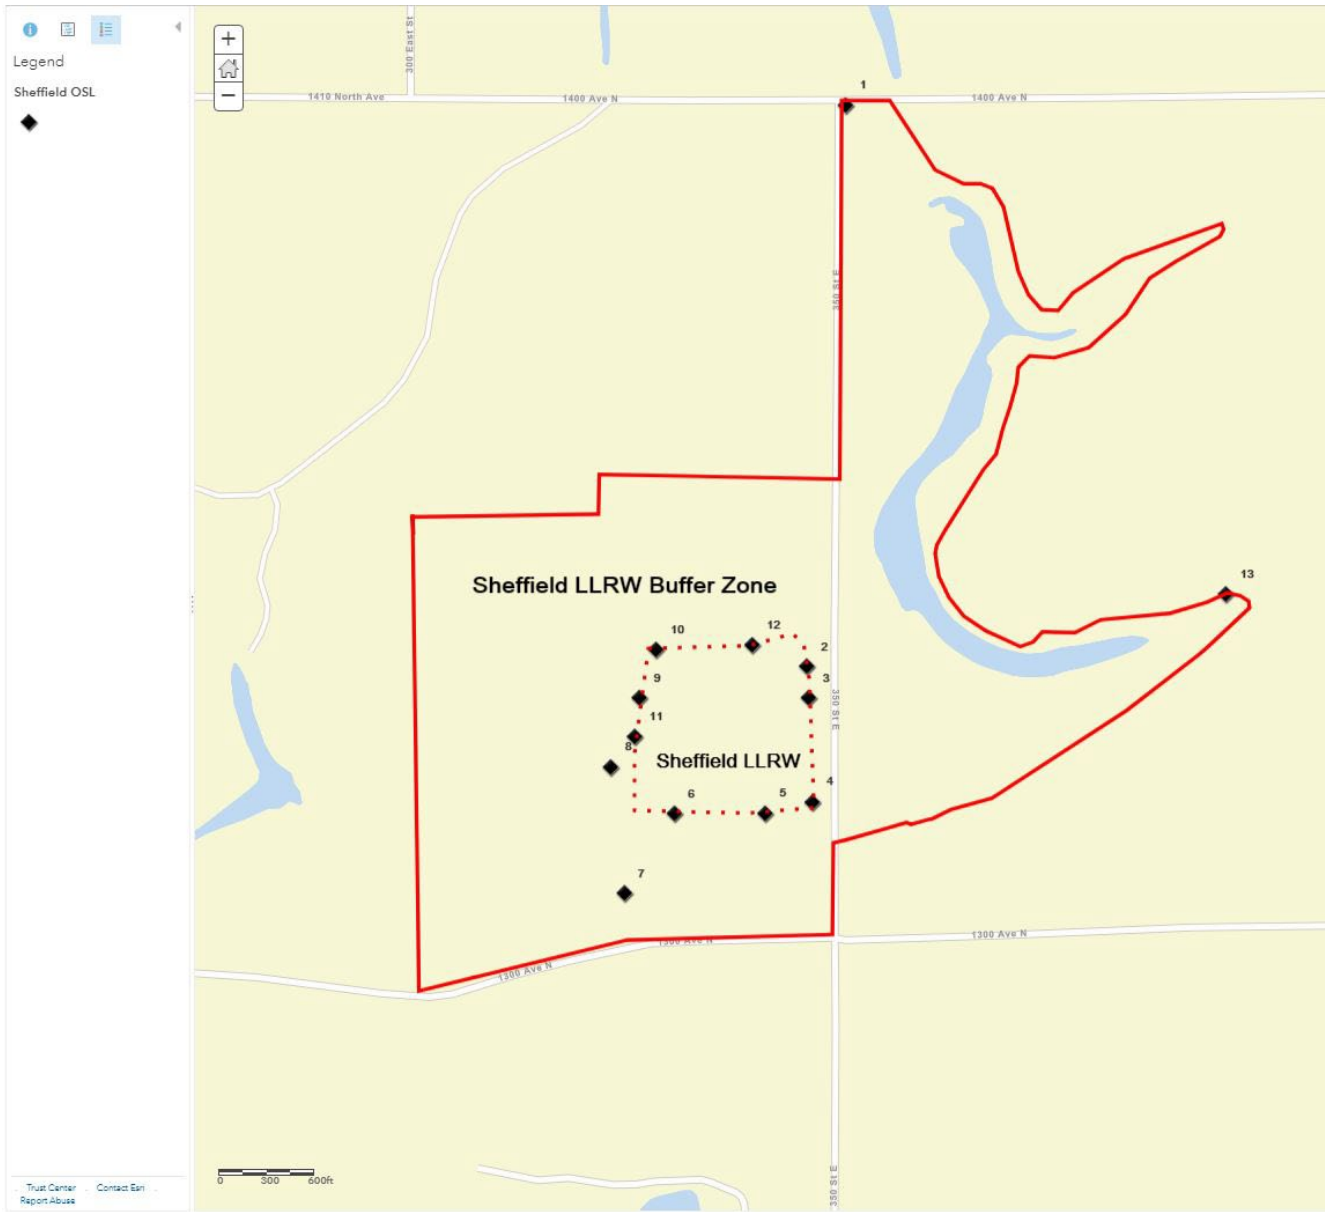 Legend
Sheffield OSL
300 East St
1410 North Ave
1400 Ave N
1
1400 Ave N
350 St E
Sheffield LLRW Buffer Zone
13
10
12
2
9
3
350 St E
11
8
Sheffield LLRW
4
6
5
7
1300 Ave N
1300 Ave N
1300 Ave N
350 St E
0 300 600ft
Trust Center
Contact Esri
Report Abuse